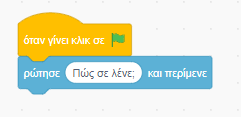 όταν γίνει κλικ σε
ρώτησε Πώς σε λένε; και περίμενε